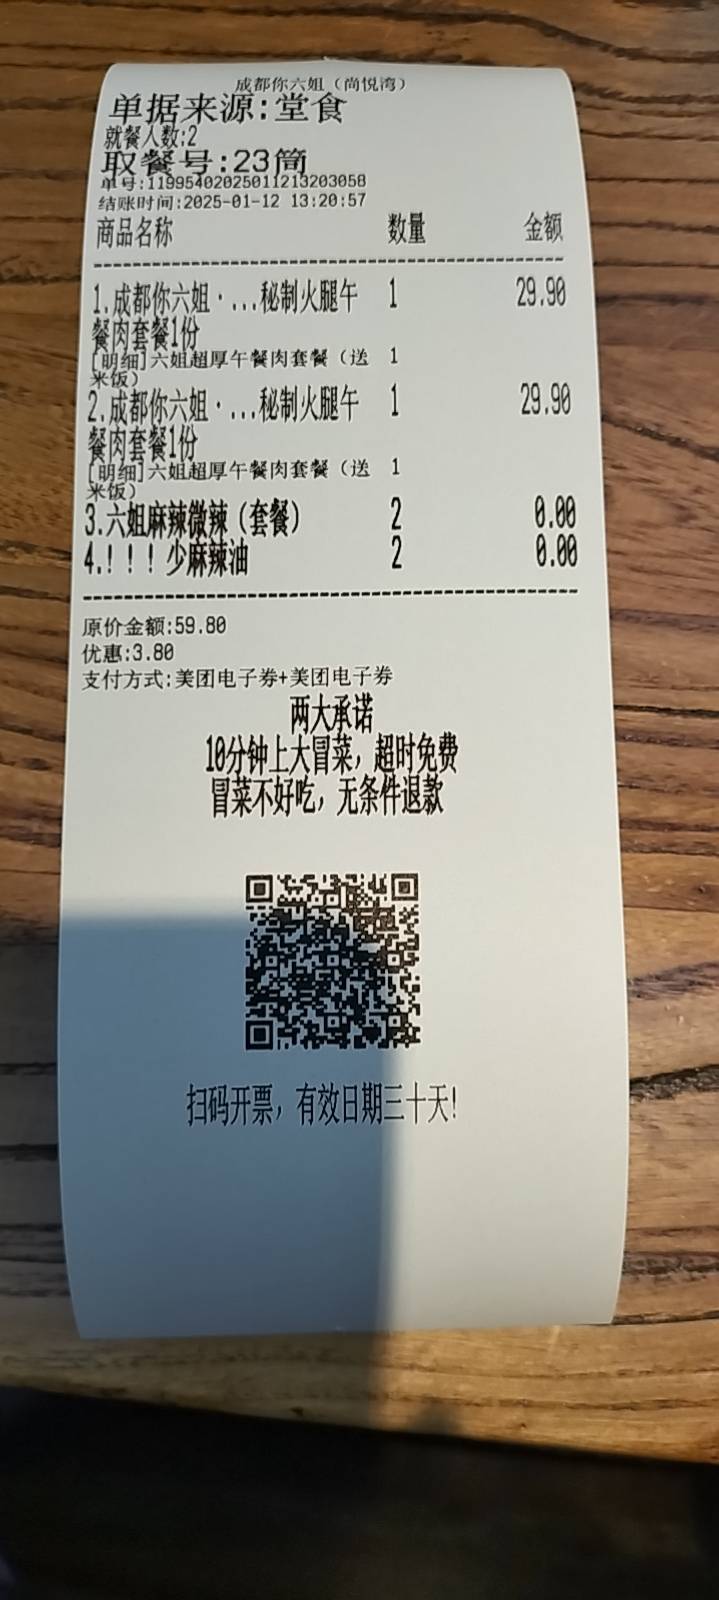 成都你六姐（尚悦湾）
单据来源:堂食
就餐人数:2
取餐号:23筒
单号:11995402025011213203058
结账时间:2025-01-12 13:20:57
商品名称 数量 金额
1.成都你六姐·...秘制火腿午 1 29.90
餐肉套餐1份
[明细]六姐超厚午餐肉套餐（送 1
米饭）
2.成都你六姐·...秘制火腿午 1 29.90
餐肉套餐1份
[明细]六姐超厚午餐肉套餐（送 1
米饭）
3.六姐麻辣微辣（套餐） 2 0.00
4.！！！少麻辣油 2 0.00
原价金额:59.80
优惠:3.80
支付方式:美团电子券+美团电子券
两大承诺
10分钟上大冒菜，超时免费
冒菜不好吃，无条件退款
扫码开票，有效日期三十天!